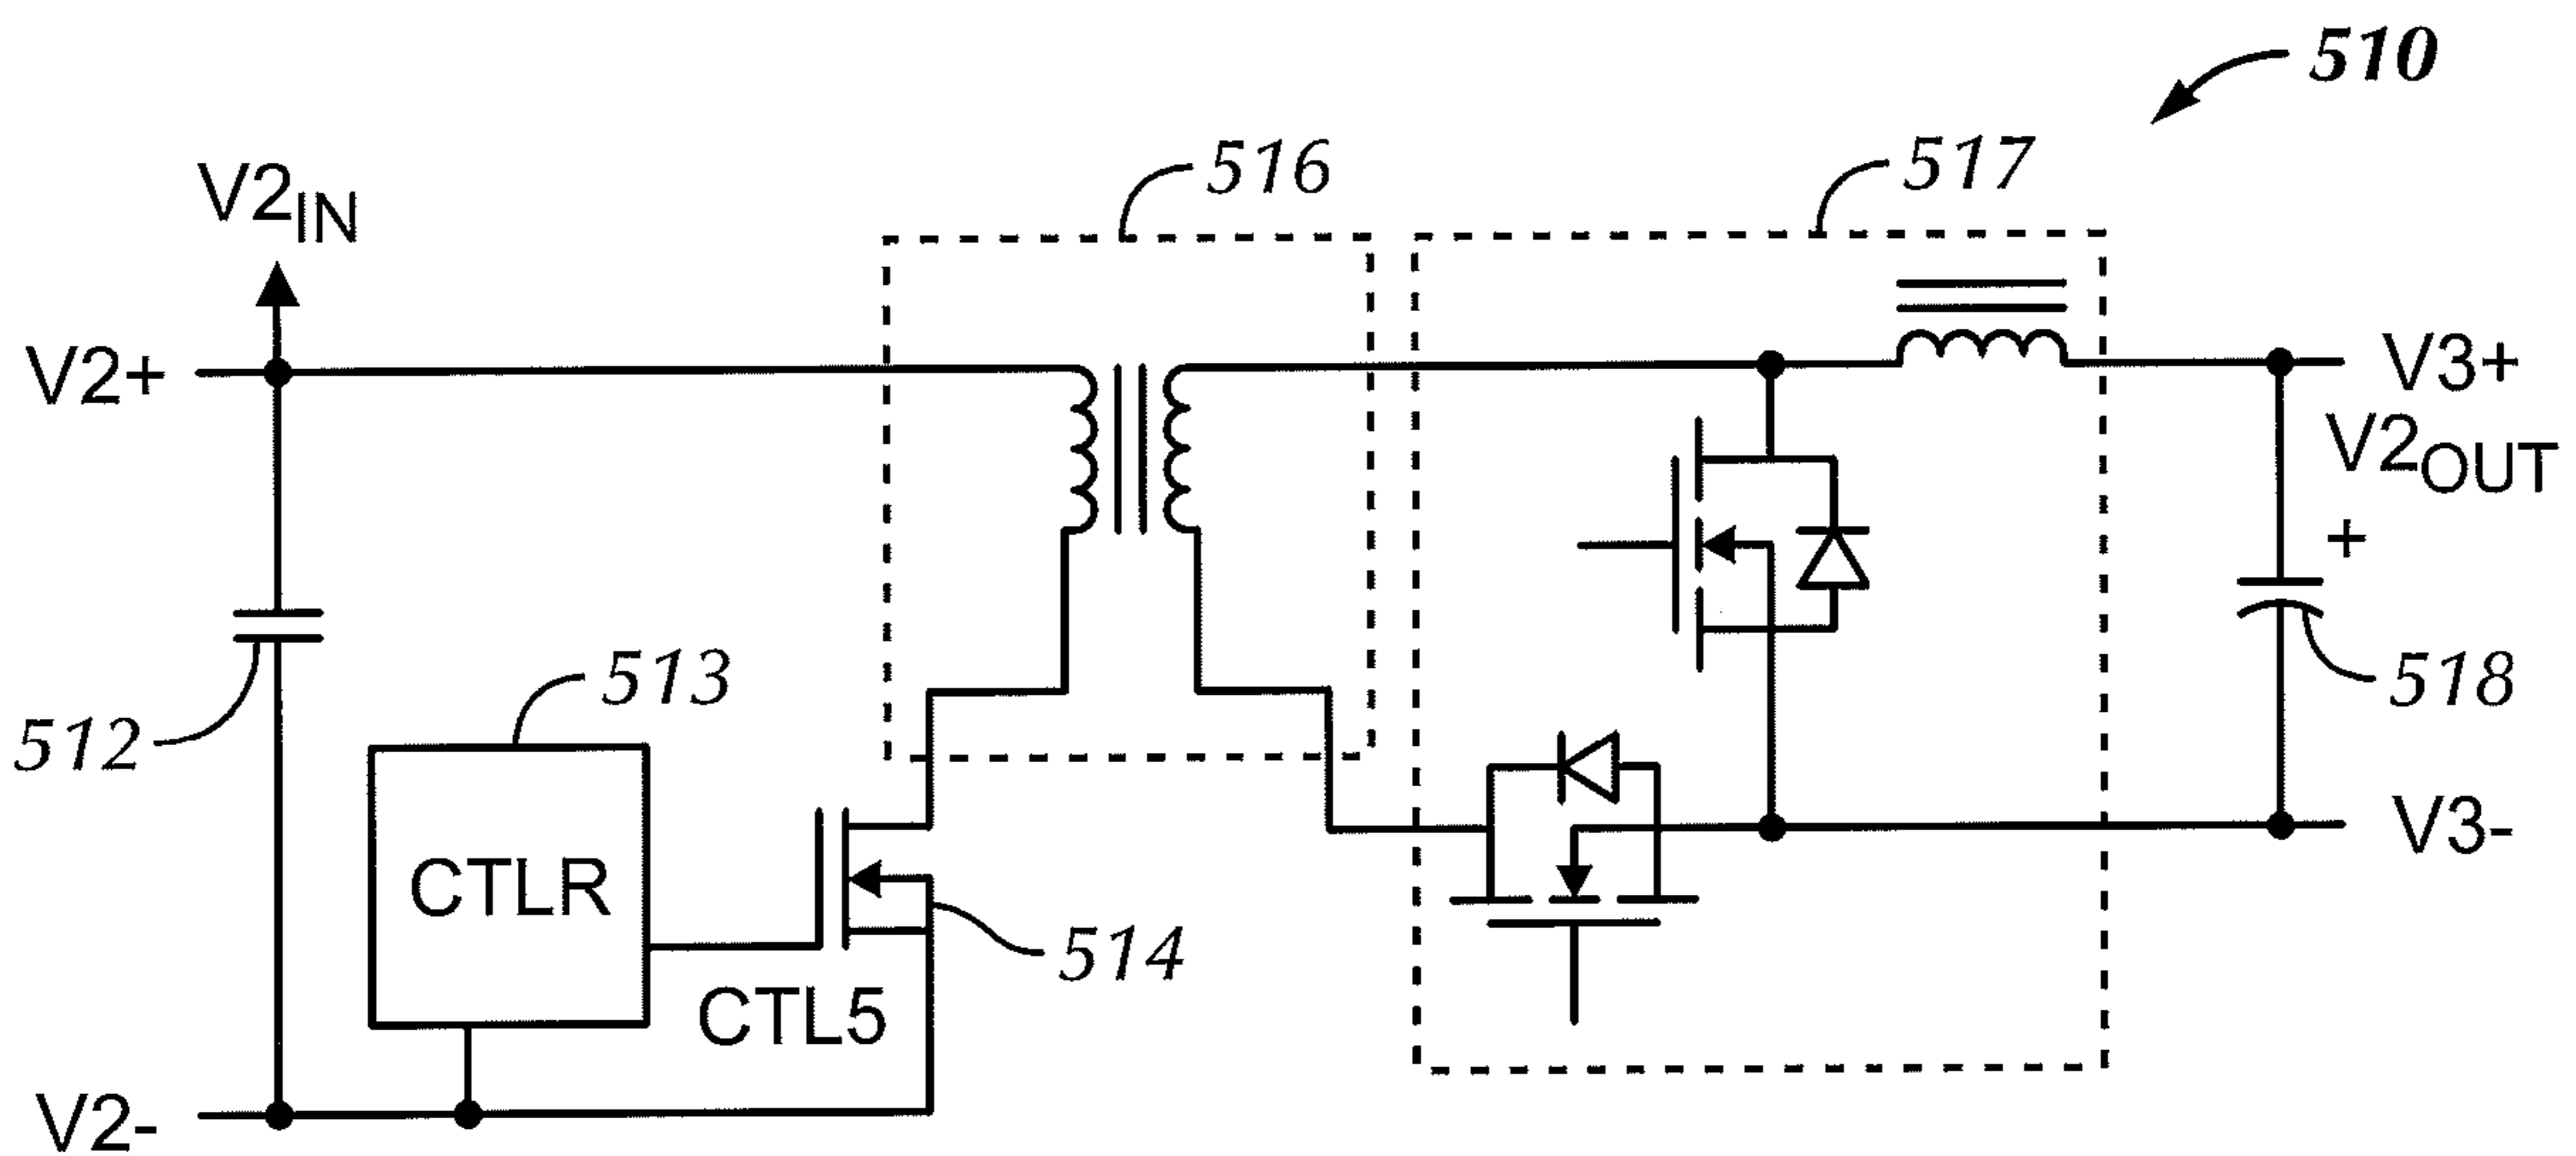 510
516
517
V2IN
V2+
V3+
V2OUT
+
512
513
518
CTLR
514
CTL5
V3-
V2-